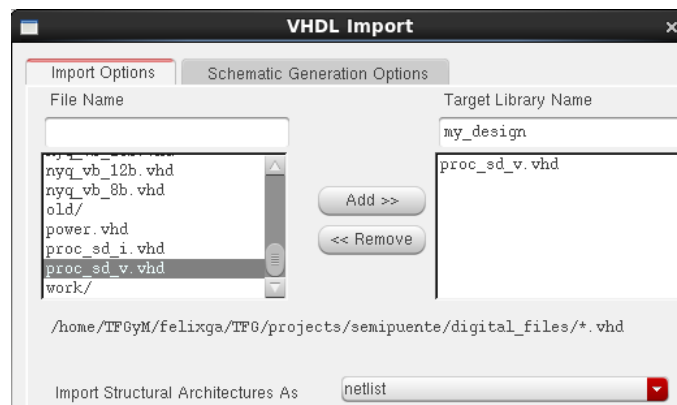 VHDL Import
Import Options
Schematic Generation Options
File Name
Target Library Name
my_design
nyq_vb_12b.vhd
nyq_vb_8b.vhd
old/
power.vhd
proc_sd_i.vhd
proc_sd_v.vhd
work/
Add >>
<< Remove
proc_sd_v.vhd
/home/TFGyM/felixga/TFG/projects/semipuente/digital_files/*.vhd
Import Structural Architectures As
netlist